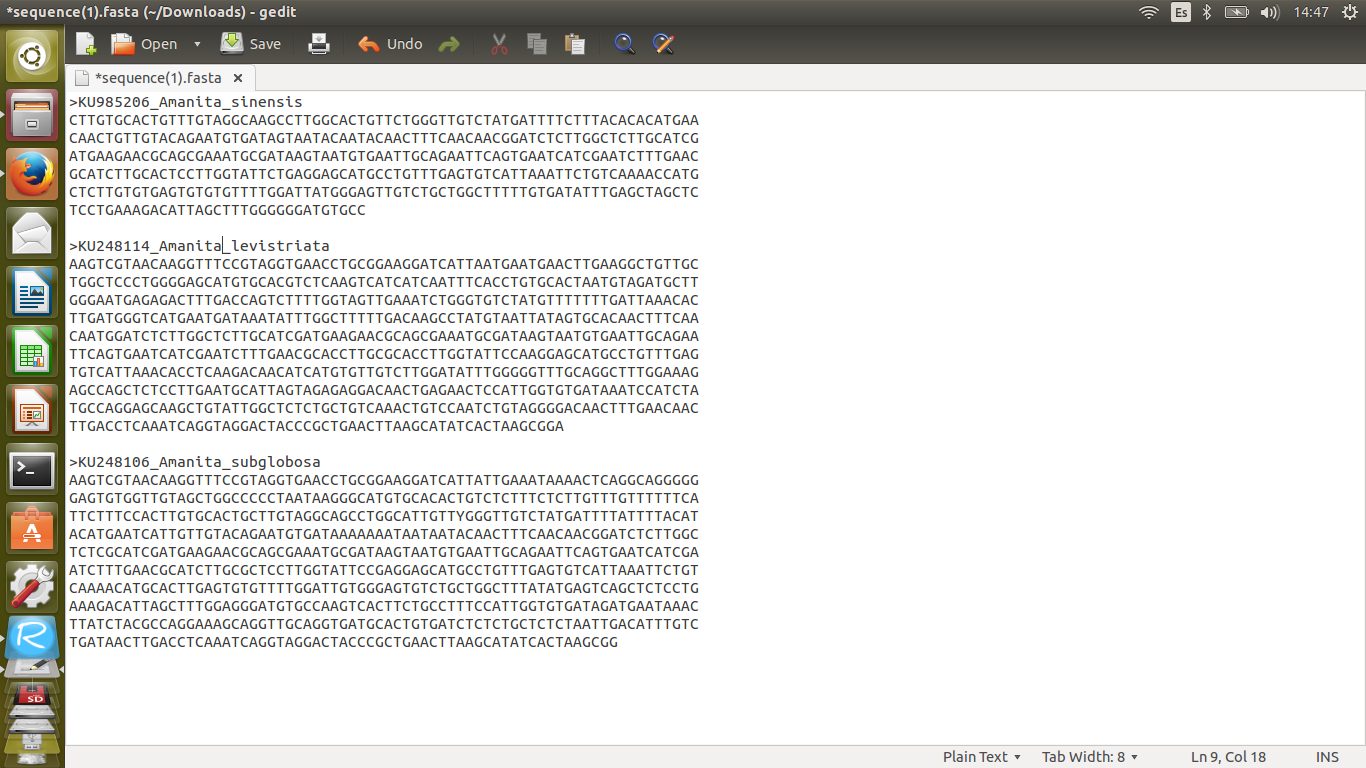 *sequence(1).fasta (~/Downloads) - gedit
Es
14:47
Open
Save
Undo
*sequence(1).fasta
>KU985206_Amanita_sinensis
CTTGTGCACTGTTTGTAGGCAAGCCTTGGCACTGTTCTGGGTTGTCTATGATTTTCTTTACACACATGAA
CAACTGTTGTACAGAATGTGATAGTAATACAATACAACTTTCAACAACGGATCTCTTGGCTCTTGCATCG
ATGAAGAACGCAGCGAAATGCGATAAGTAATGTGAATTGCAGAATTCAGTGAATCATCGAATCTTTGAAC
GCATCTTGCACTCCTTGGTATTCTGAGGAGCATGCCTGTTTGAGTGTCATTAAATTCTGTCAAAACCATG
CTCTTGTGTGAGTGTGTGTTTTGGATTATGGGAGTTGTCTGCTGGCTTTTTGTGATATTTGAGCTAGCTC
TCCTGAAAGACATTAGCTTTGGGGGGATGTGCC
>KU248114_Amanita_levistriata
AAGTCGTAACAAGGTTTCCGTAGGTGAACCTGCGGAAGGATCATTAATGAATGAACTTGAAGGCTGTTGC
TGGCTCCCTGGGGAGCATGTGCACGTCTCAAGTCATCATCAATTTCACCTGTGCACTAATGTAGATGCTT
GGGAATGAGAGACTTTGACCAGTCTTTTGGTAGTTGAAATCTGGGTGTCTATGTTTTTTTGATTAAACAC
TTGATGGGTCATGAATGATAAATATTTGGCTTTTTGACAAGCCTATGTAATTATAGTGCACAACTTTCAA
CAATGGATCTCTTGGCTCTTGCATCGATGAAGAACGCAGCGAAATGCGATAAGTAATGTGAATTGCAGAA
TTCAGTGAATCATCGAATCTTTGAACGCACCTTGCGCACCTTGGTATTCCAAGGAGCATGCCTGTTTGAG
TGTCATTAAACACCTCAAGACAACATCATGTGTTGTCTTGGATATTTGGGGGTTTGCAGGCTTTGGAAAG
AGCCAGCTCTCCTTGAATGCATTAGTAGAGAGGACAACTGAGAACTCCATTGGTGTGATAAATCCATCTA
TGCCAGGAGCAAGCTGTATTGGCTCTCTGCTGTCAAACTGTCCAATCTGTAGGGGACAACTTTGAACAAC
TTGACCTCAAATCAGGTAGGACTACCCGCTGAACTTAAGCATATCACTAAGCGGA
>KU248106_Amanita_subglobosa
AAGTCGTAACAAGGTTTCCGTAGGTGAACCTGCGGAAGGATCATTATTGAAATAAAACTCAGGCAGGGGG
GAGTGTGGTTGTAGCTGGCCCCCTAATAAGGGCATGTGCACACTGTCTCTTTCTCTTGTTTGTTTTTTCA
TTCTTTCCACTTGTGCACTGCTTGTAGGCAGCCTGGCATTGTTYGGGTTGTCTATGATTTTATTTTACAT
ACATGAATCATTGTTGTACAGAATGTGATAAAAAAATAATAATACAACTTTCAACAACGGATCTCTTGGC
TCTCGCATCGATGAAGAACGCAGCGAAATGCGATAAGTAATGTGAATTGCAGAATTCAGTGAATCATCGA
ATCTTTGAACGCATCTTGCGCTCCTTGGTATTCCGAGGAGCATGCCTGTTTGAGTGTCATTAAATTCTGT
CAAAACATGCACTTGAGTGTGTTTTGGATTGTGGGAGTGTCTGCTGGCTTTATATGAGTCAGCTCTCCTG
AAAGACATTAGCTTTGGAGGGATGTGCCAAGTCACTTCTGCCTTTCCATTGGTGTGATAGATGAATAAAC
TTATCTACGCCAGGAAAGCAGGTTGCAGGTGATGCACTGTGATCTCTCTGCTCTCTAATTGACATTTGTC
TGATAACTTGACCTCAAATCAGGTAGGACTACCCGCTGAACTTAAGCATATCACTAAGCGG
Plain Text
Tab Width: 8
Ln 9, Col 18
INS